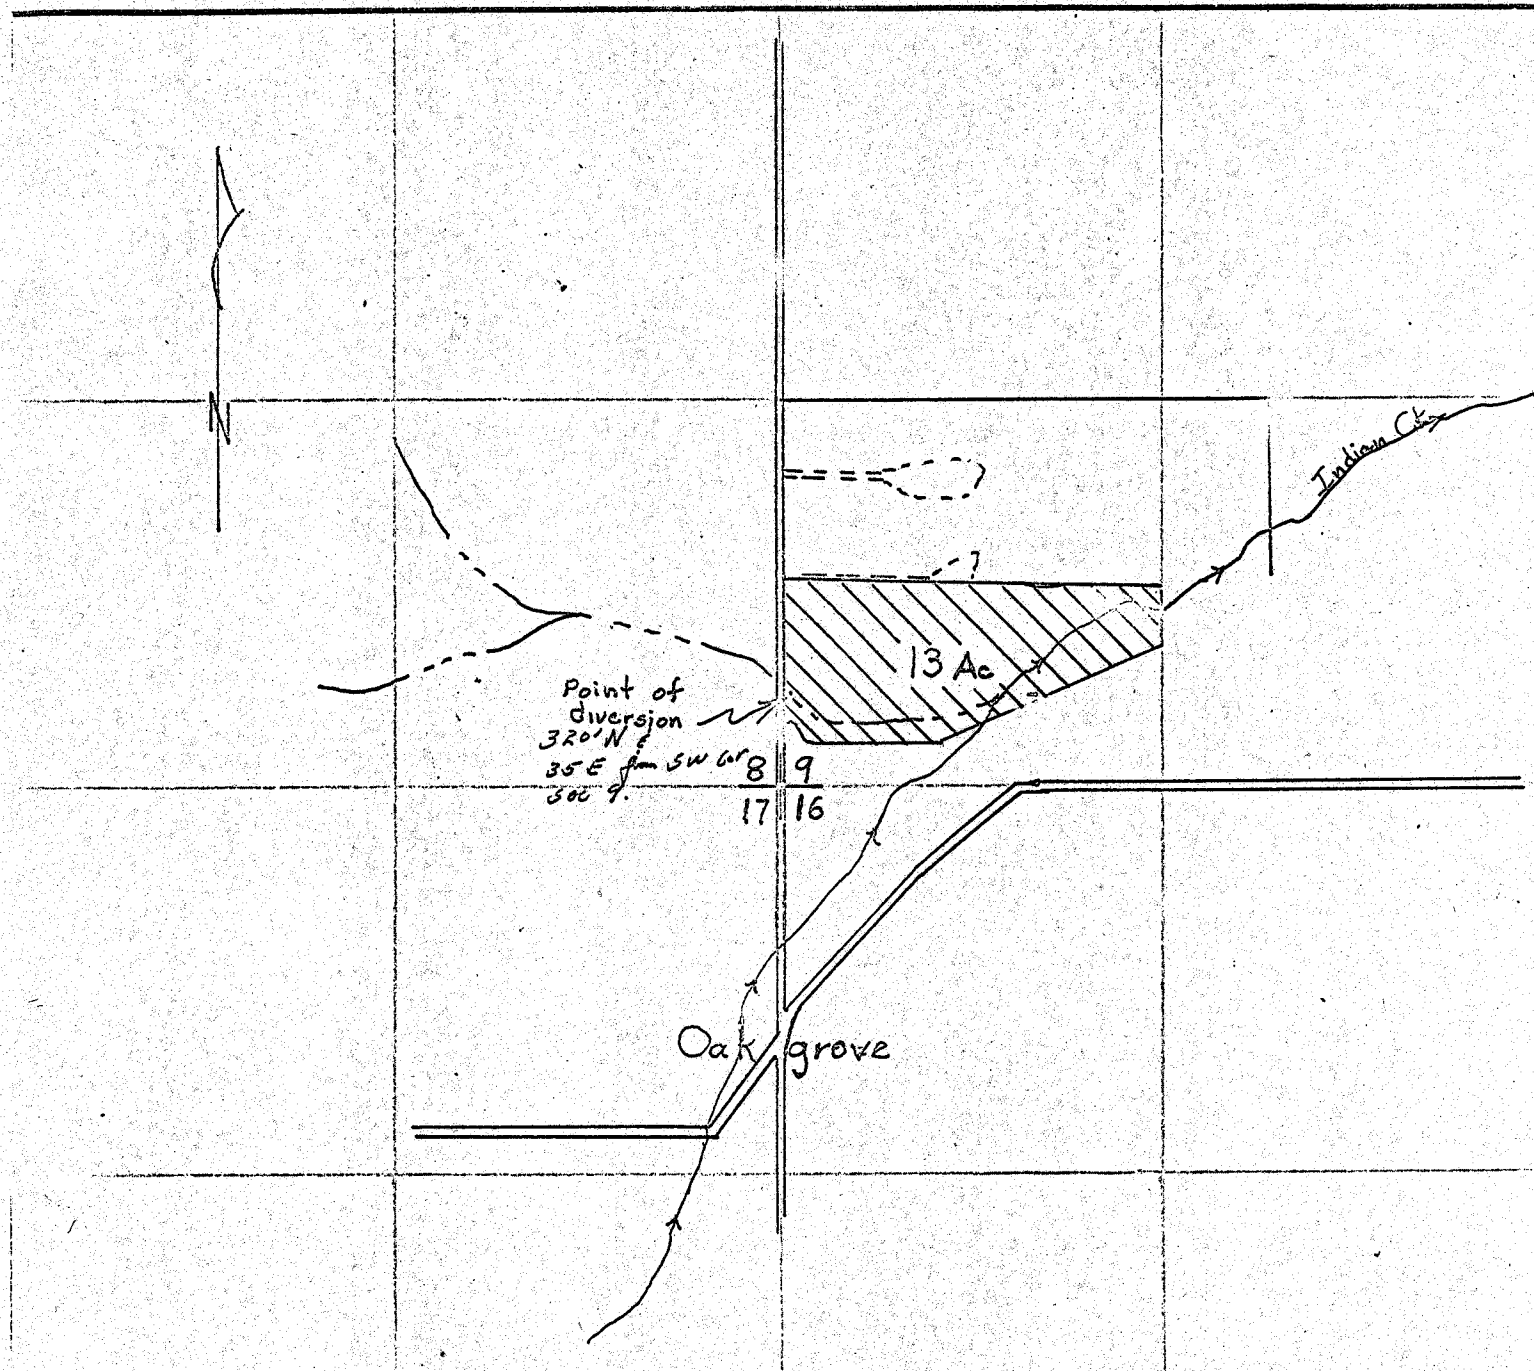 N
Indian Ck.
13 Ac
Point of
diversion
320' N &
35 E from SW Cor
Sec 9.
8 9
17 16
Oak grove